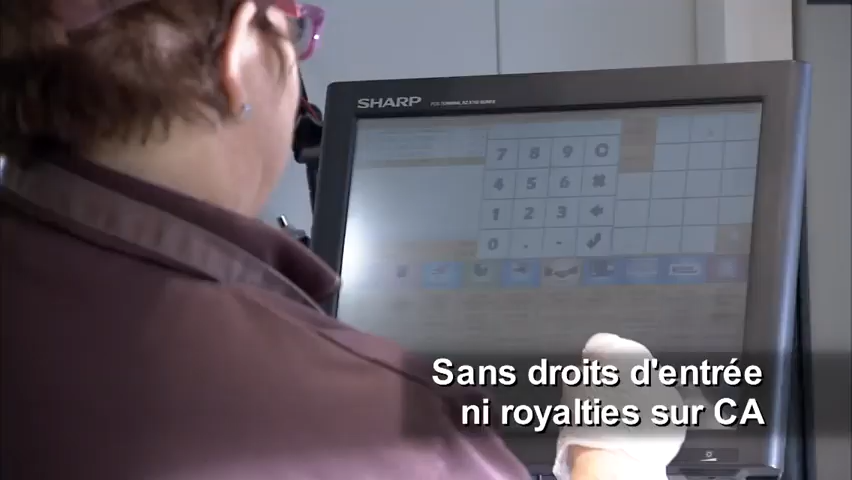 SHARP
7 8 9 C
4 5 6
1 2 3
0 . -
Sans droits d'entrée
ni royalties sur CA